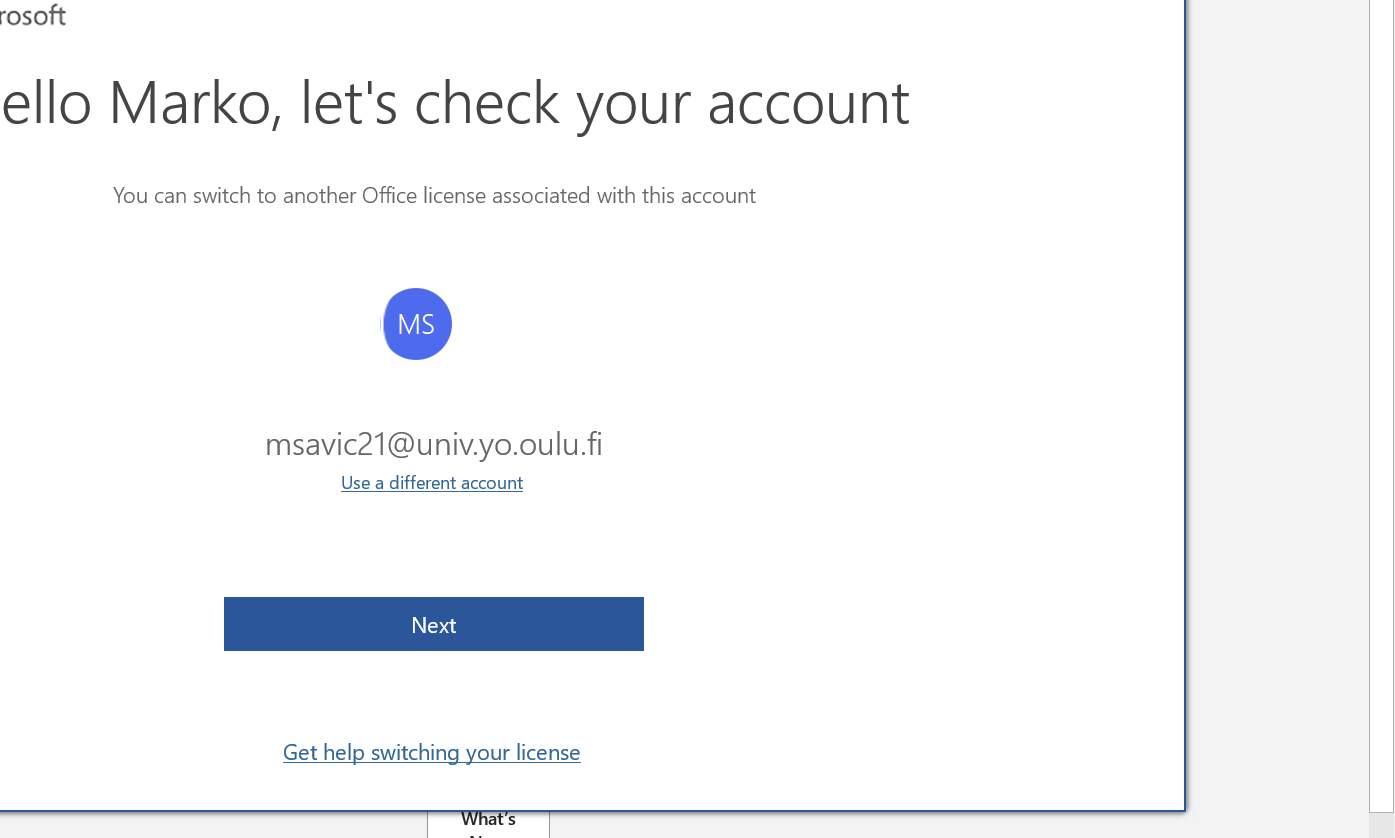 rosoft
ello Marko, let's check your account
You can switch to another Office license associated with this account
MS
msavic21@univ.yo.oulu.fi
Use a different account
Next
Get help switching your license
What's